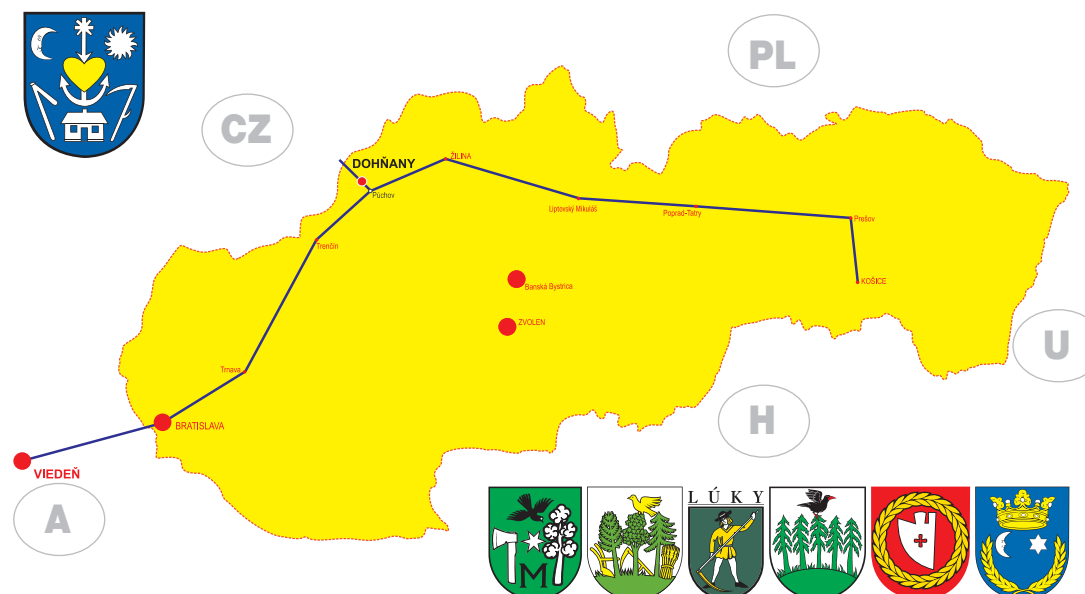 PL
CZ
DOHŇANY
ŽILINA
Púchov
Liptovský Mikuláš
Poprad-Tatry
Prešov
Trenčín
KOŠICE
Banská Bystrica
ZVOLEN
U
Trnava
H
BRATISLAVA
VIEDEŇ
A
LÚKY
M